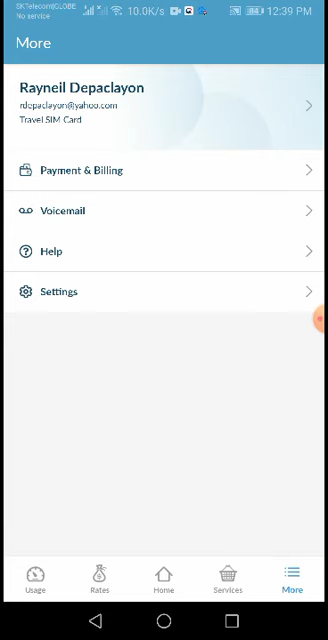 SKTelecom|GLOBE
No service
10.0K/s
12:39 PM
More
Rayneil Depaclayon
rdepaclayon@yahoo.com
Travel SIM Card
Payment & Billing
Voicemail
Help
Settings
Usage
Rates
Home
Services
More